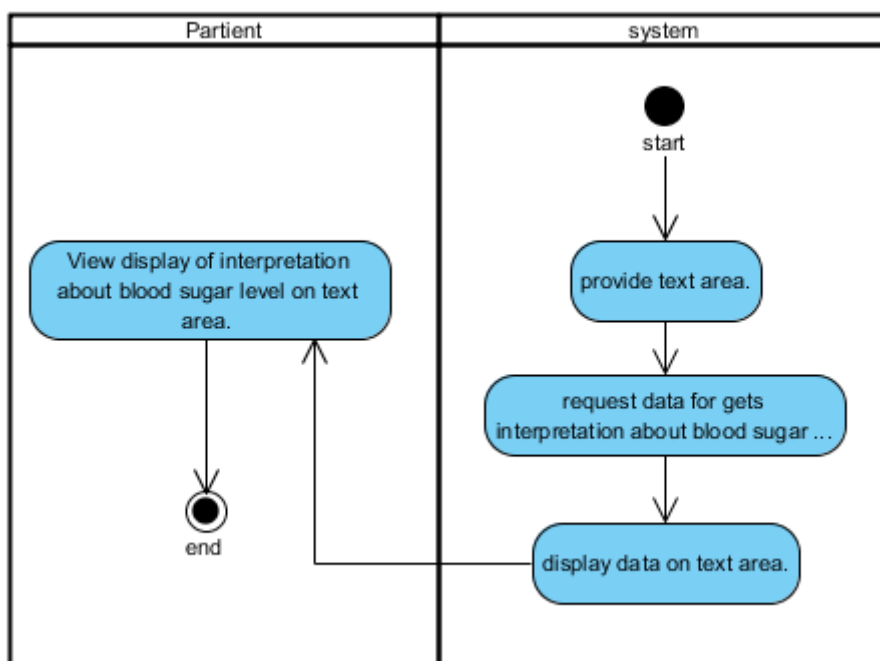 Partient
system
start
View display of interpretation
about blood sugar level on text
area.
provide text area.
request data for gets
interpretation about blood sugar ...
display data on text area.
end